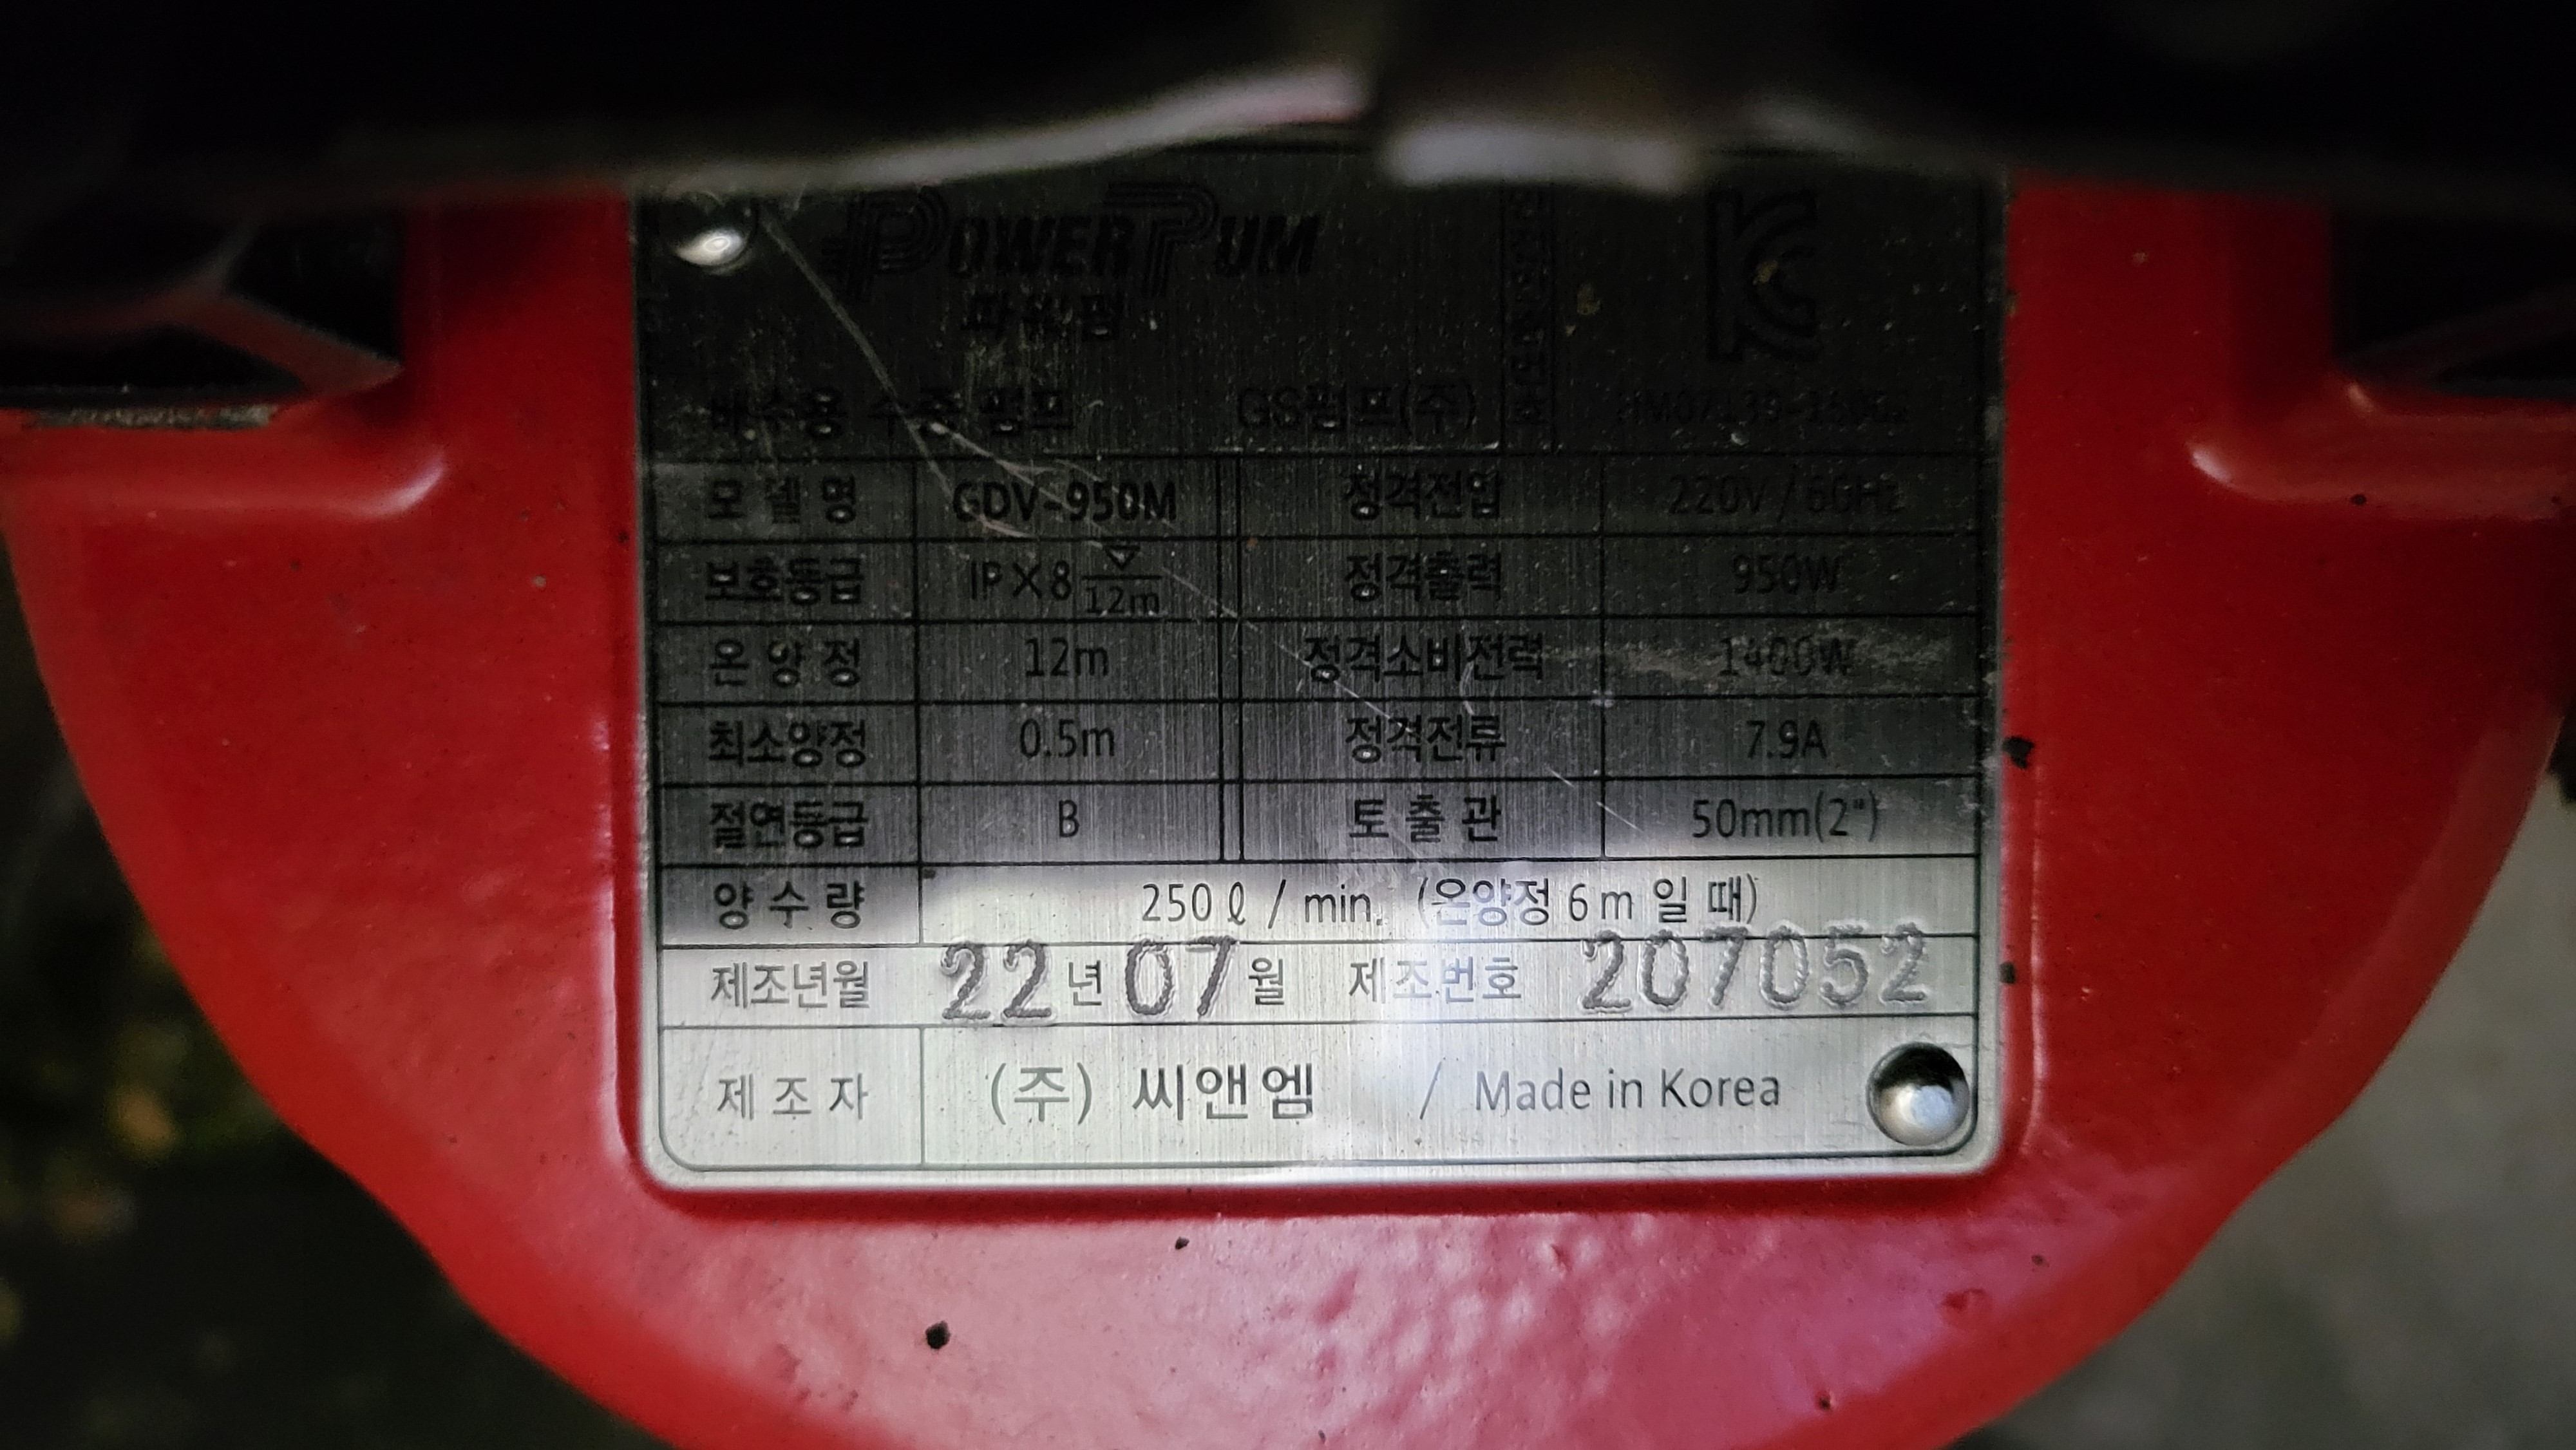 POWERPUM
파워펌
배수용 수중 펌프 GS펌프(주)
모델명 GDV-950M 정격전압 220V / 60Hz
보호등급 IPX8 ▽ 12m 정격출력 950W
온양정 12m 정격소비전력 1400W
최소양정 0.5m 정격전류 7.9A
절연등급 B 토출관 50mm(2")
양수량 250ℓ / min. (온양정 6m 일 때)
제조년월 22년 07월 제조번호 207052
제조자 (주) 씨앤엠 / Made in Korea